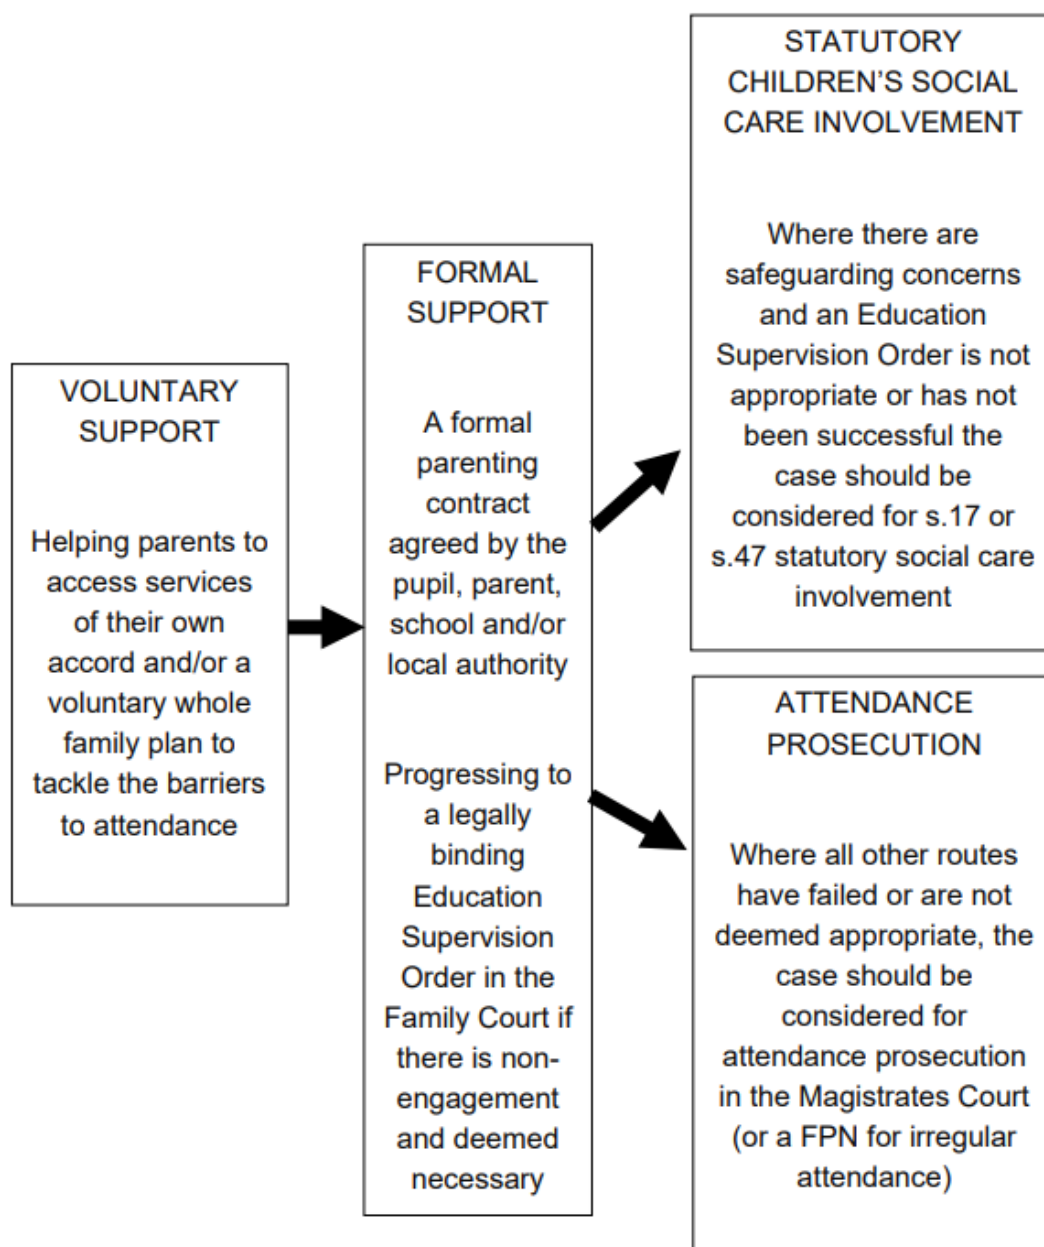 VOLUNTARY
SUPPORT
Helping parents to
access services
of their own
accord and/or a
voluntary whole
family plan to
tackle the barriers
to attendance
FORMAL
SUPPORT
A formal
parenting
contract
agreed by the
pupil, parent,
school and/or
local authority
Progressing to
a legally
binding
Education
Supervision
Order in the
Family Court if
there is non-
engagement
and deemed
necessary
STATUTORY
CHILDREN’S SOCIAL
CARE INVOLVEMENT
Where there are
safeguarding concerns
and an Education
Supervision Order is not
appropriate or has not
been successful the
case should be
considered for s.17 or
s.47 statutory social care
involvement
ATTENDANCE
PROSECUTION
Where all other routes
have failed or are not
deemed appropriate, the
case should be
considered for
attendance prosecution
in the Magistrates Court
(or a FPN for irregular
attendance)